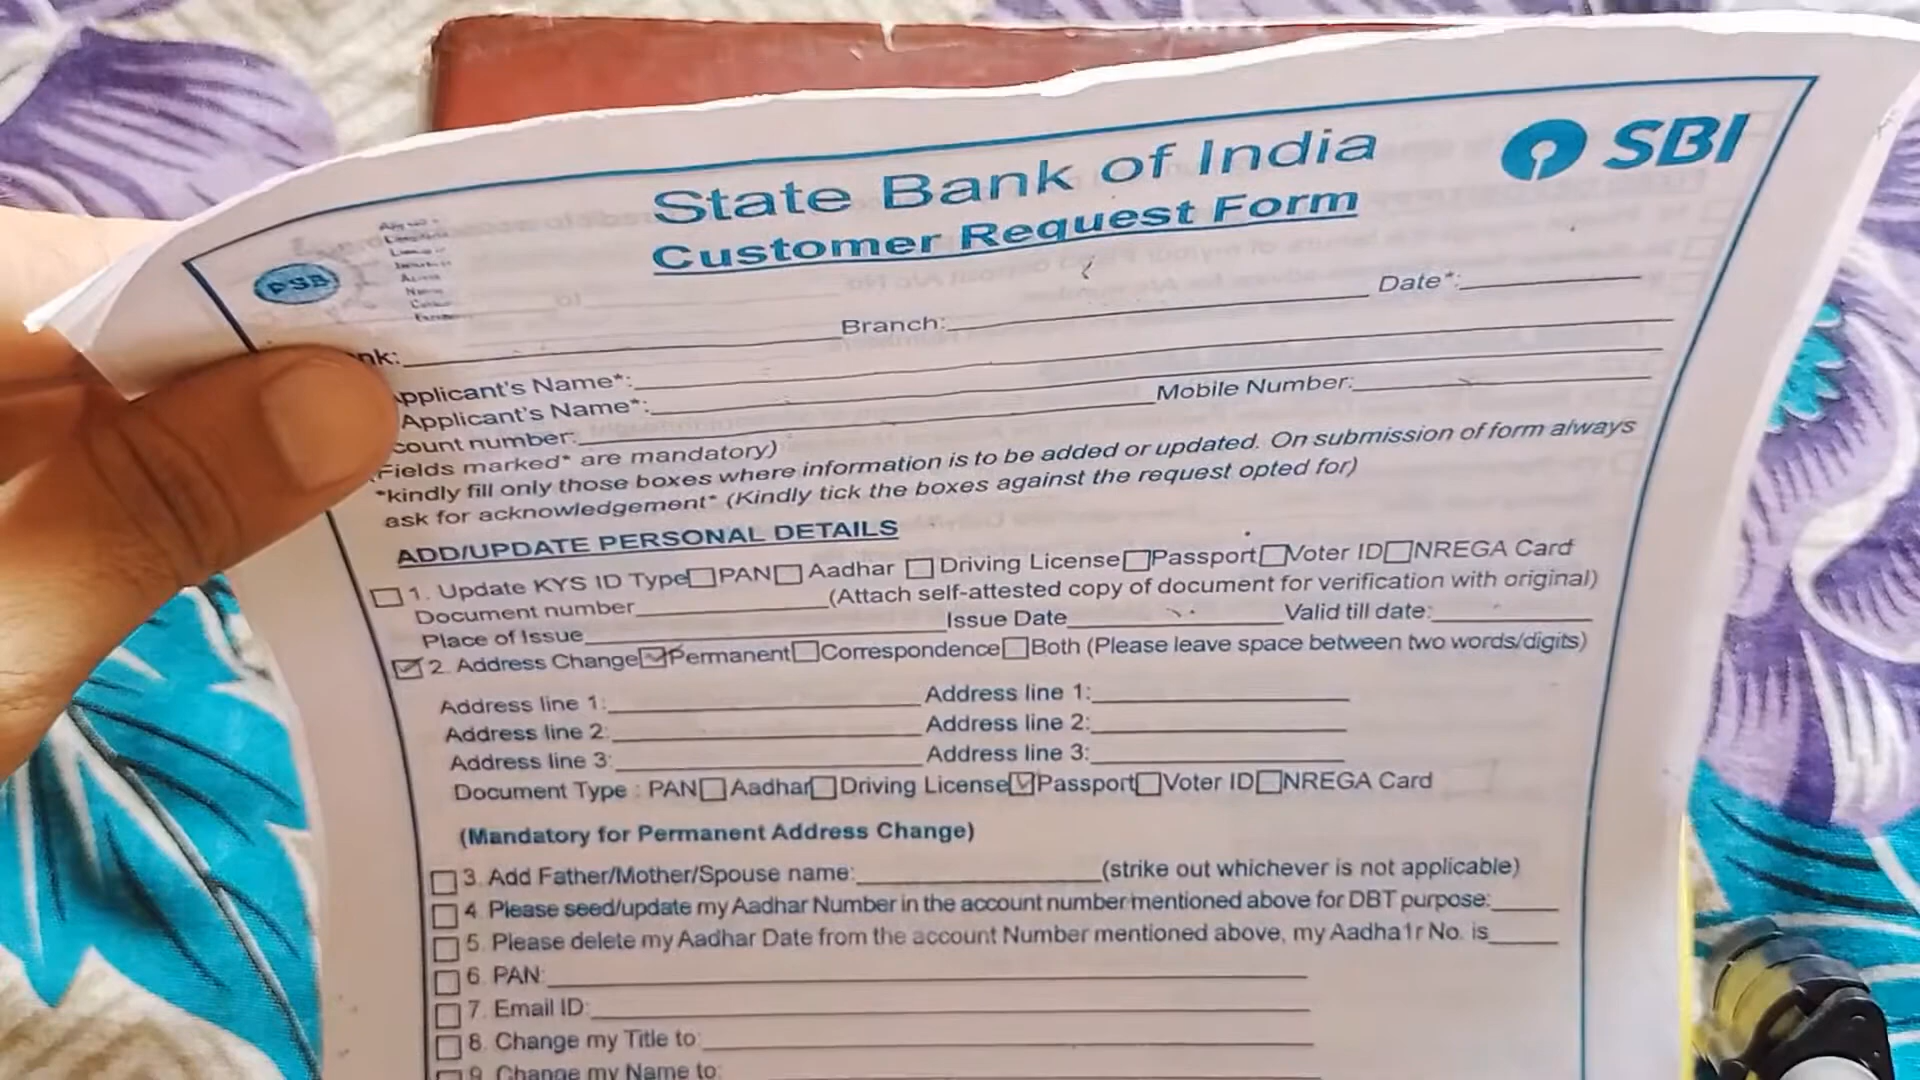 State Bank of India
SBI
Customer Request Form
PSB
Date*:
Branch:
nk:
pplicant's Name*:
Applicant's Name*:
Mobile Number:
count number:
Fields marked* are mandatory)
*kindly fill only those boxes where information is to be added or updated. On submission of form always
ask for acknowledgement* (Kindly tick the boxes against the request opted for)
ADD/UPDATE PERSONAL DETAILS
1. Update KYS ID Type PAN Aadhar Driving License Passport Voter ID NREGA Card
Document number (Attach self-attested copy of document for verification with original)
Place of Issue Issue Date Valid till date:
2. Address Change Permanent Correspondence Both (Please leave space between two words/digits)
Address line 1: Address line 1:
Address line 2: Address line 2:
Address line 3: Address line 3:
Document Type : PAN Aadhar Driving License Passport Voter ID NREGA Card
(Mandatory for Permanent Address Change)
3. Add Father/Mother/Spouse name: (strike out whichever is not applicable)
4. Please seed/update my Aadhar Number in the account number mentioned above for DBT purpose:
5. Please delete my Aadhar Date from the account Number mentioned above, my Aadha1r No. is
6. PAN:
7. Email ID:
8. Change my Title to:
9. Change my Name to: